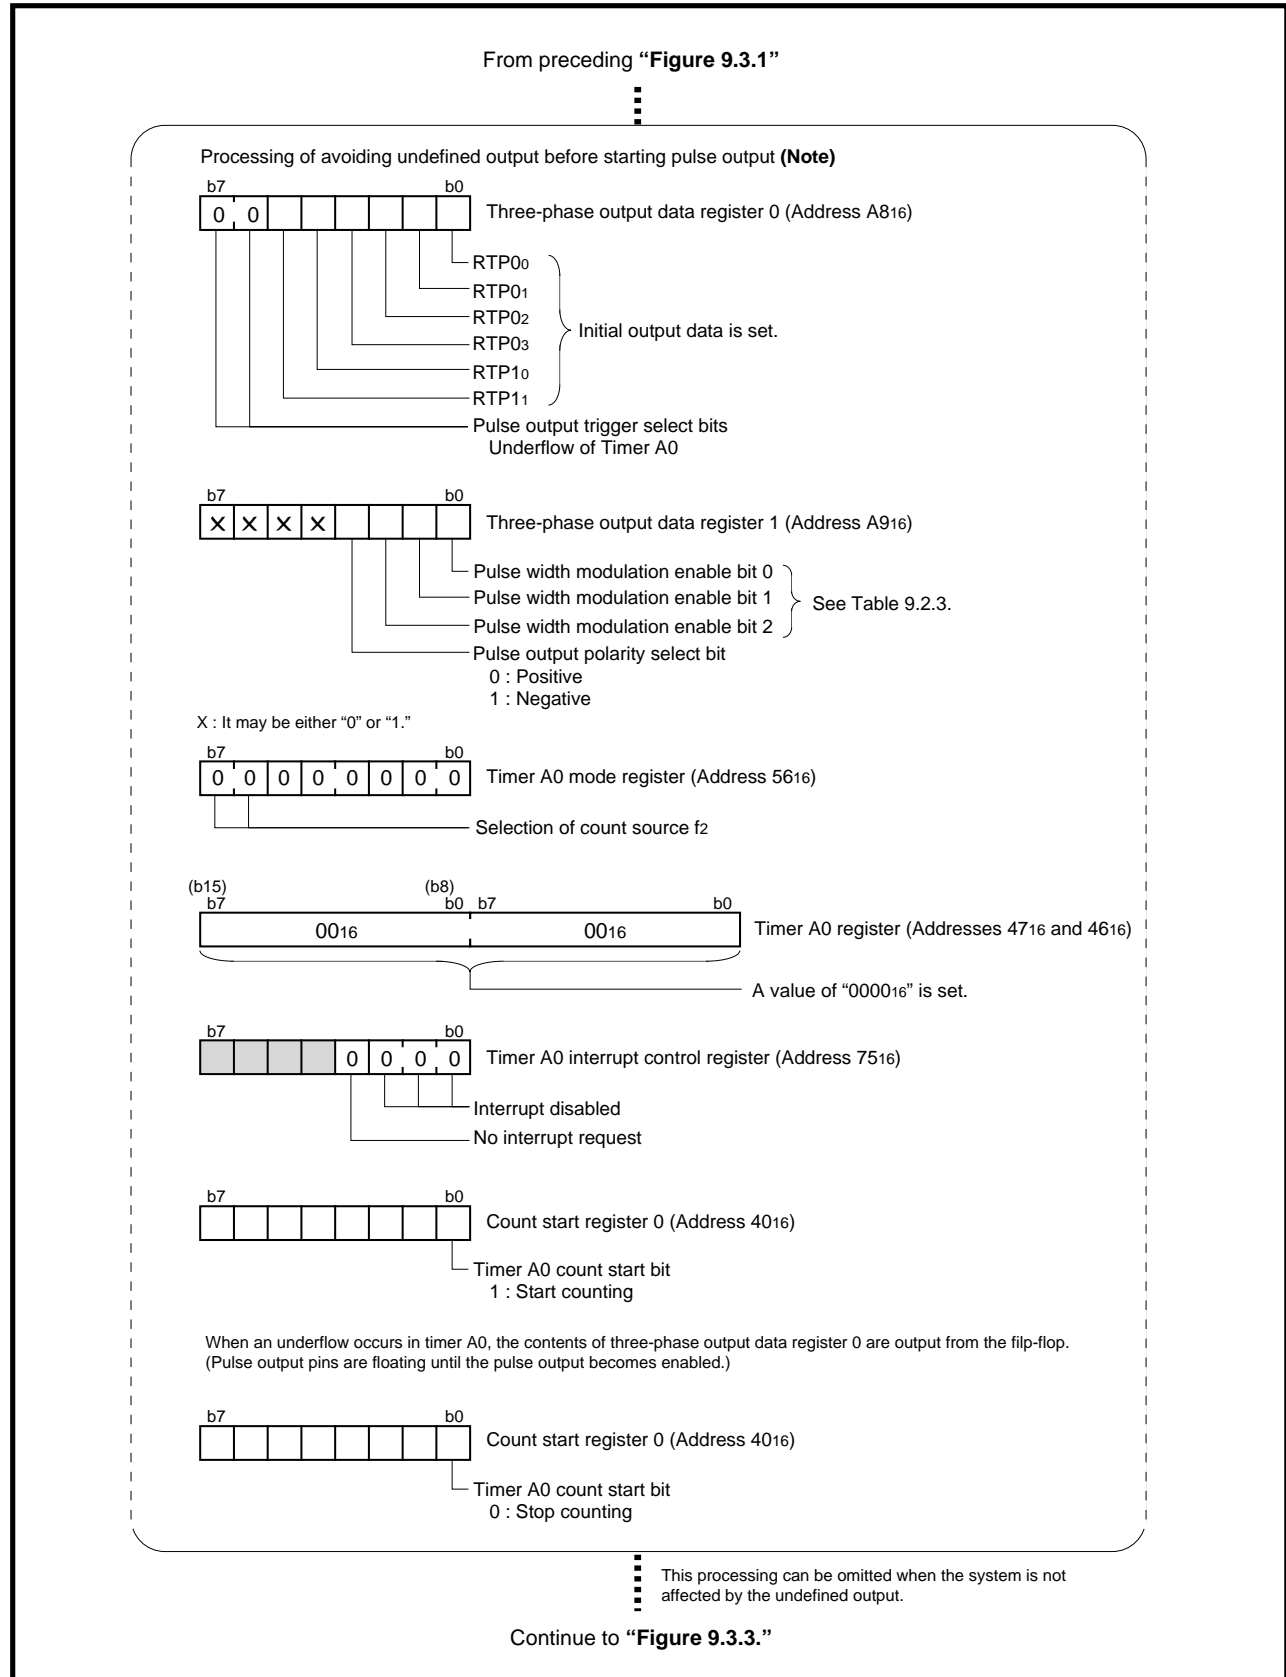 From preceding “Figure 9.3.1”
Processing of avoiding undefined output before starting pulse output (Note)
b7 b0
0 0 Three-phase output data register 0 (Address A816)
RTP00
RTP01
RTP02
RTP03
RTP10
RTP11
Initial output data is set.
Pulse output trigger select bits
Underflow of Timer A0
b7 b0
X X X X Three-phase output data register 1 (Address A916)
Pulse width modulation enable bit 0
Pulse width modulation enable bit 1
Pulse width modulation enable bit 2
See Table 9.2.3.
Pulse output polarity select bit
0 : Positive
1 : Negative
X : It may be either “0” or “1.”
b7 b0
0 0 0 0 0 0 0 0 Timer A0 mode register (Address 5616)
Selection of count source f2
(b15) (b8)
b7 b0 b7 b0
0016 0016 Timer A0 register (Addresses 4716 and 4616)
A value of “000016” is set.
b7 b0
0 0 0 0 Timer A0 interrupt control register (Address 7516)
Interrupt disabled
No interrupt request
b7 b0
Count start register 0 (Address 4016)
Timer A0 count start bit
1 : Start counting
When an underflow occurs in timer A0, the contents of three-phase output data register 0 are output from the filp-flop.
(Pulse output pins are floating until the pulse output becomes enabled.)
b7 b0
Count start register 0 (Address 4016)
Timer A0 count start bit
0 : Stop counting
This processing can be omitted when the system is not
affected by the undefined output.
Continue to “Figure 9.3.3.”